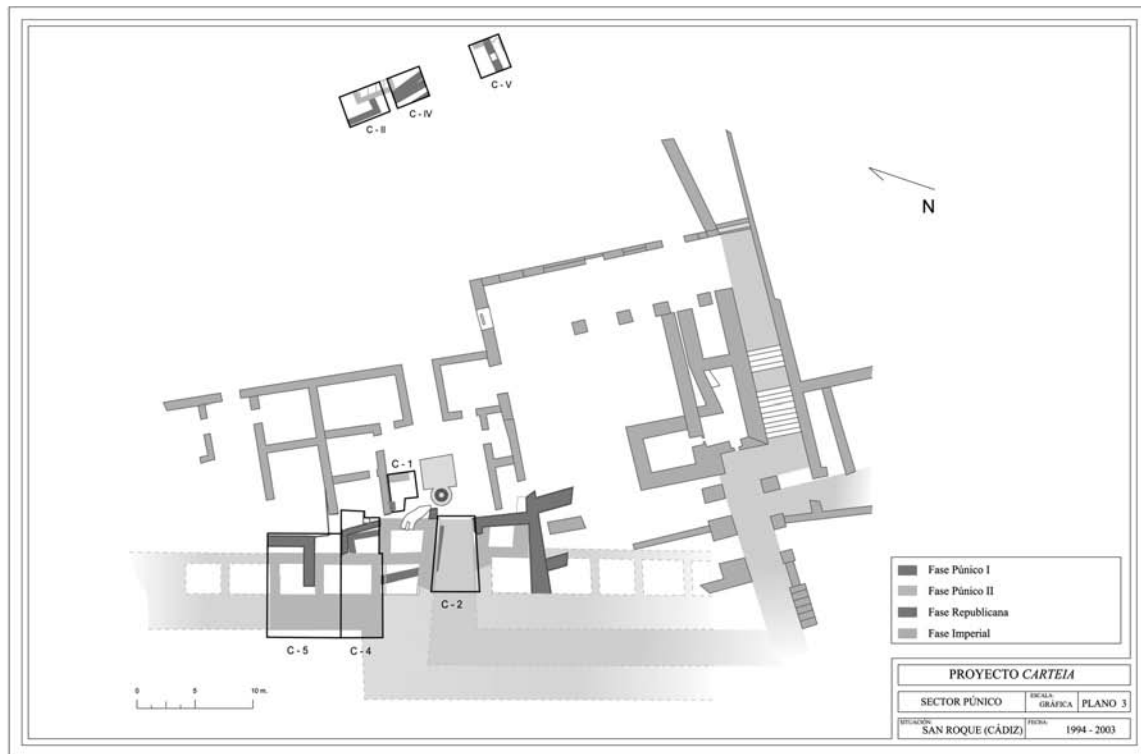 C - V
C - IV
C - II
N
C - 1
C - 2
C - 5
C - 4
0 5 10 m.
Fase Púnico I
Fase Púnico II
Fase Republicana
Fase Imperial
PROYECTO CARTEIA
SECTOR PÚNICO
ESCALA:
GRÁFICA
PLANO 3
SITUACIÓN:
SAN ROQUE (CÁDIZ)
FECHA:
1994 - 2003